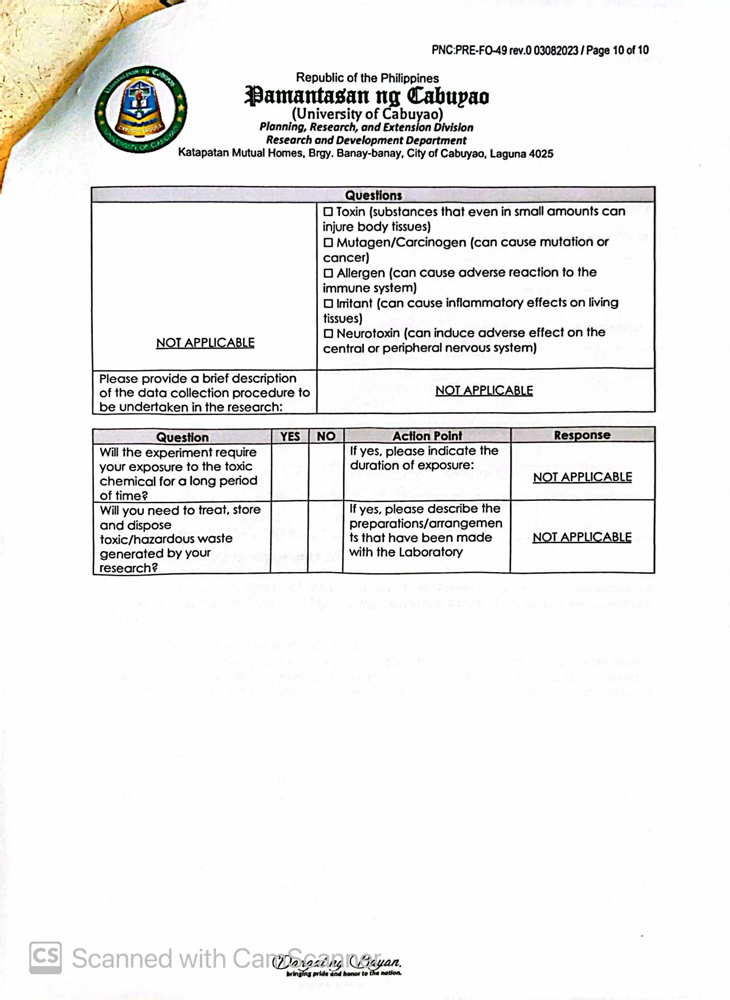 PNC:PRE-FO-49 rev.0 03082023 / Page 10 of 10
Pamantasan ng Cabuyao
UNIVERSITY OF CABUYAO
Republic of the Philippines
Pamantasan ng Cabuyao
(University of Cabuyao)
Planning, Research, and Extension Division
Research and Development Department
Katapatan Mutual Homes, Brgy. Banay-banay, City of Cabuyao, Laguna 4025
Questions
☐ Toxin (substances that even in small amounts can
injure body tissues)
☐ Mutagen/Carcinogen (can cause mutation or
cancer)
☐ Allergen (can cause adverse reaction to the
immune system)
☐ Irritant (can cause inflammatory effects on living
tissues)
☐ Neurotoxin (can induce adverse effect on the
central or peripheral nervous system)
NOT APPLICABLE
Please provide a brief description
of the data collection procedure to
be undertaken in the research:
NOT APPLICABLE
Question YES NO Action Point Response
Will the experiment require
your exposure to the toxic
chemical for a long period
of time?
If yes, please indicate the
duration of exposure:
NOT APPLICABLE
Will you need to treat, store
and dispose
toxic/hazardous waste
generated by your
research?
If yes, please describe the
preparations/arrangemen
ts that have been made
with the Laboratory
NOT APPLICABLE
CS Scanned with CamScanner
Bayan.
bringing pride and honor to the nation.